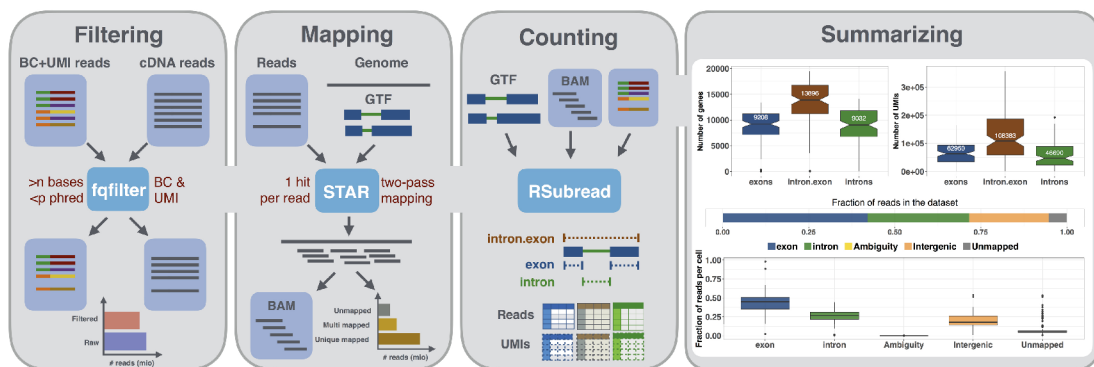 Filtering
BC+UMI reads
cDNA reads
>n bases
<p phred
fqfilter
BC &
UMI
Filtered
Raw
# reads (mio)
Mapping
Reads
Genome
GTF
1 hit
per read
STAR
two-pass
mapping
BAM
Unmapped
Multi mapped
Unique mapped
# reads (mio)
Counting
GTF
BAM
RSubread
intron.exon
exon
intron
Reads
UMIs
Summarizing
Number of genes
20000
15000
10000
5000
0
9208
13896
9032
exons
intron.exon
introns
Number of UMIs
3e+05
2e+05
1e+05
0e+00
62950
108383
46690
exons
Intron.exon
Introns
Fraction of reads in the dataset
0.00
0.25
0.50
0.75
1.00
exon
intron
Ambiguity
Intergenic
Unmapped
Fraction of reads per cell
1.00
0.75
0.50
0.25
0.00
exon
intron
Ambiguity
Intergenic
Unmapped